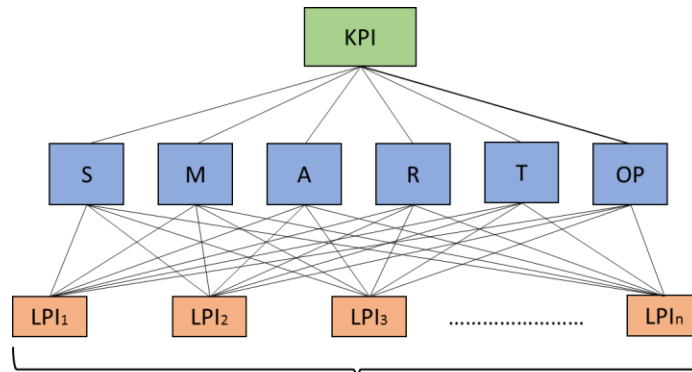 KPI
S M A R T OP
LPI₁ LPI₂ LPI₃ ........................... LPIₙ